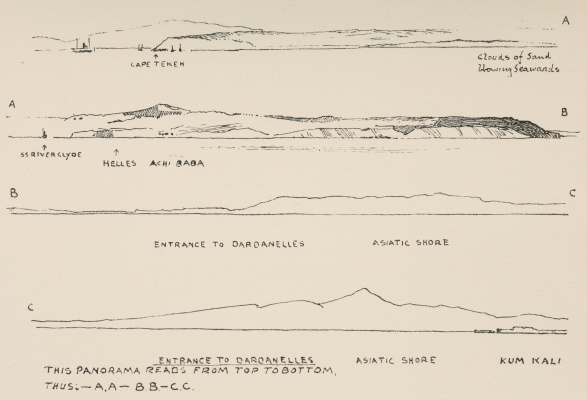 A
CAPE TEKEH
Clouds of Sand
Blowing Seawards
A
B
SS RIVER CLYDE
HELLES ACHI BABA
B
C
ENTRANCE TO DARDANELLES ASIATIC SHORE
C
ENTRANCE TO DARDANELLES ASIATIC SHORE KUM KALI
THIS PANORAMA READS FROM TOP TO BOTTOM,
THUS:— A.A — B.B.— C.C.